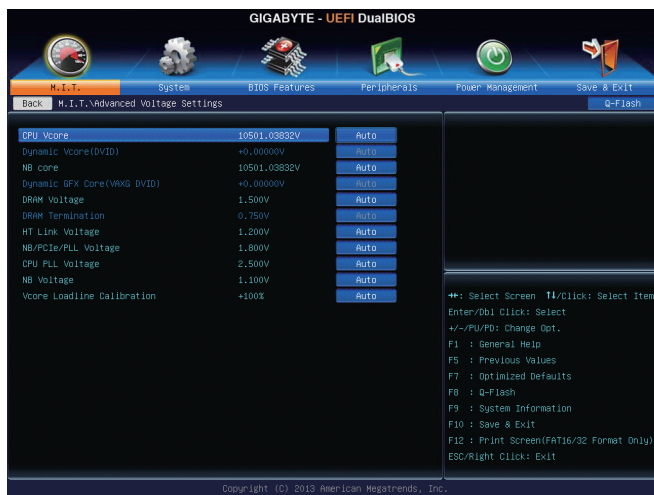 GIGABYTE - UEFI DualBIOS
M.I.T. System BIOS Features Peripherals Power Management Save & Exit
Back M.I.T.\Advanced Voltage Settings Q-Flash
CPU Vcore 10501.03832V Auto
Dynamic Vcore(DVID) +0.00000V Auto
NB core 10501.03832V Auto
Dynamic GFX Core(VAXG DVID) +0.00000V Auto
DRAM Voltage 1.500V Auto
DRAM Termination 0.750V Auto
HT Link Voltage 1.200V Auto
NB/PCIe/PLL Voltage 1.800V Auto
CPU PLL Voltage 2.500V Auto
NB Voltage 1.100V Auto
Vcore Loadline Calibration +100% Auto
→←: Select Screen ↑↓/Click: Select Item
Enter/Dbl Click: Select
+/-/PU/PD: Change Opt.
F1 : General Help
F5 : Previous Values
F7 : Optimized Defaults
F8 : Q-Flash
F9 : System Information
F10 : Save & Exit
F12 : Print Screen(FAT16/32 Format Only)
ESC/Right Click: Exit
Copyright (C) 2013 American Megatrends, Inc.